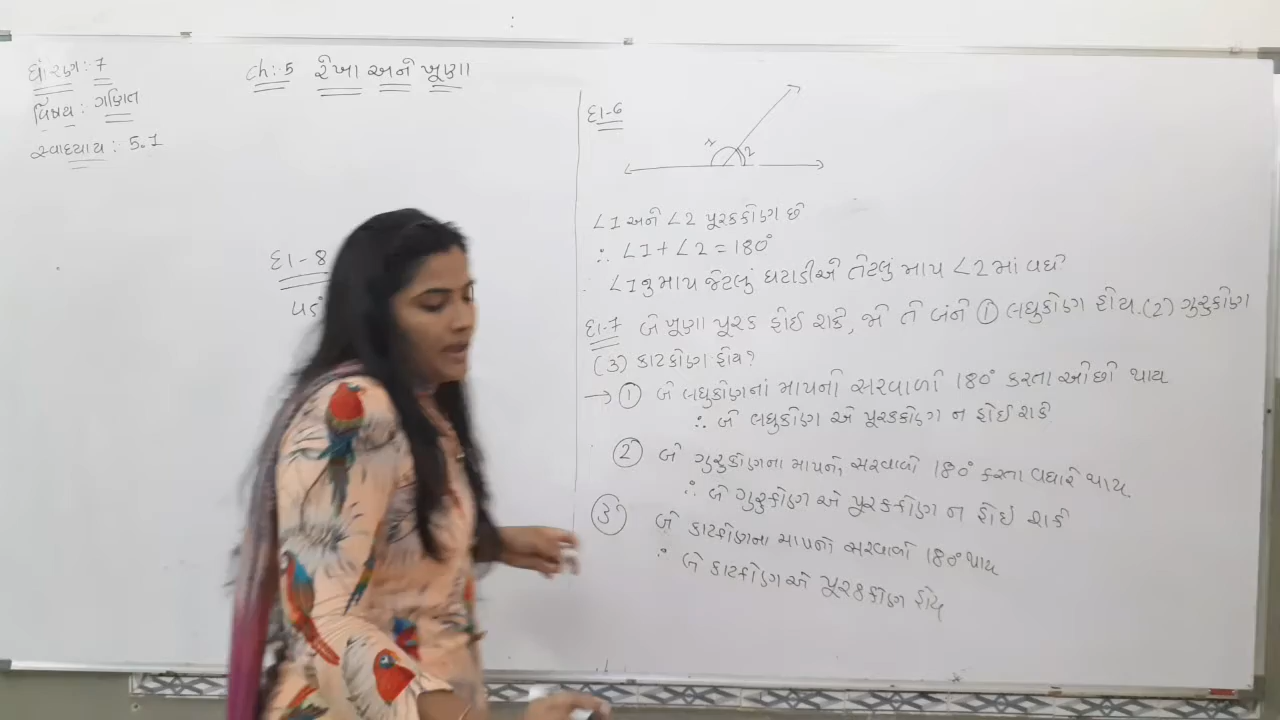 ધોરણ : 7
વિષય : ગણિત
સ્વાધ્યાય : 5.1
Ch : 5 રેખા અને ખૂણા
દા-8
દા-6
1 2
∠1 અને ∠2 પૂરકકોણ છે
∴ ∠1 + ∠2 = 180°
∠1નુ માપ જેટલું ઘટાડીએ તેટલું માપ ∠2 માં વધે
દા-7 બે ખૂણા પૂરક હોઈ શકે, જો તે બંને ① લઘુકોણ હોય. (2) ગુરુકોણ
(3) કાટકોણ હોય?
→ ① બે લઘુકોણનાં માપનો સરવાળો 180° કરતા ઓછો થાય
∴ બે લઘુકોણ એ પૂરકકોણ ન હોઈ શકે
② બે ગુરુકોણના માપનો સરવાળો 180° કરતા વધારે થાય.
∴ બે ગુરુકોણ એ પૂરકકોણ ન હોઈ શકે
③ બે કાટકોણના માપનો સરવાળો 180° થાય
∴ બે કાટકોણ એ પૂરકકોણ હોય